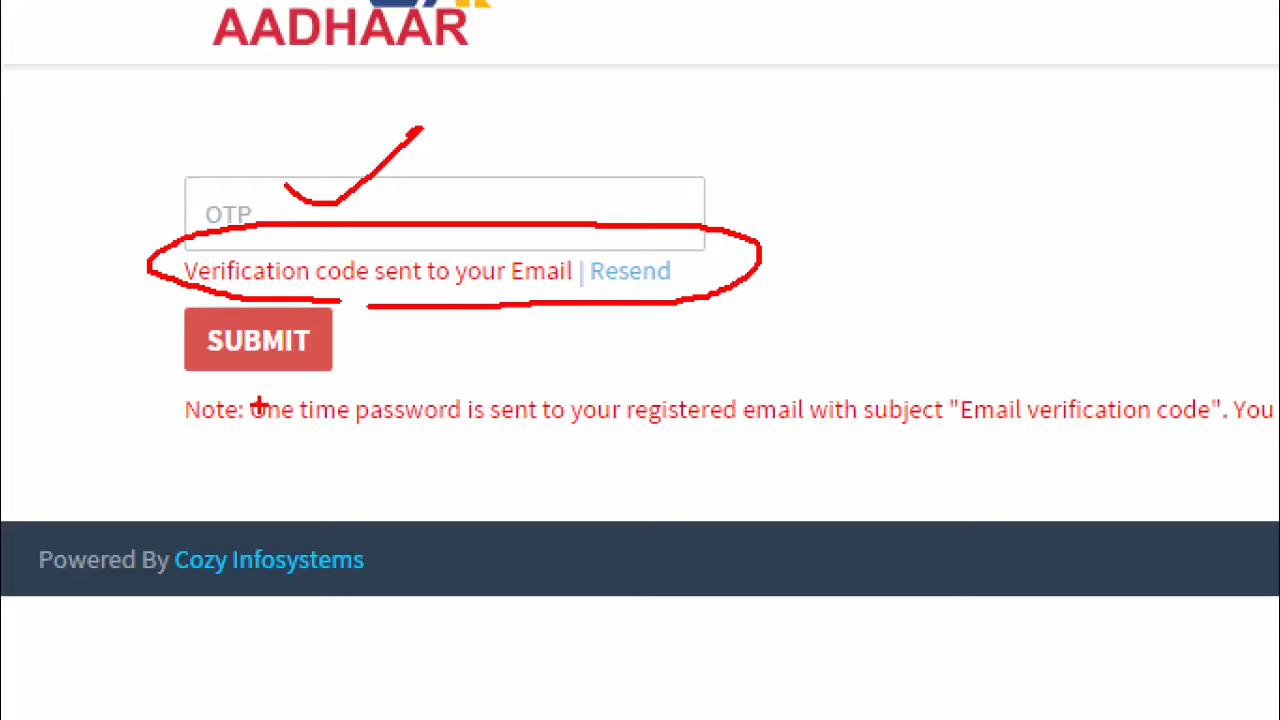 AADHAAR
OTP
Verification code sent to your Email | Resend
SUBMIT
Note: One time password is sent to your registered email with subject "Email verification code". You
Powered By Cozy Infosystems